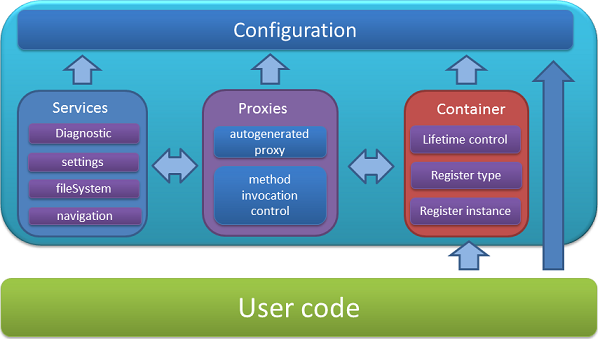 Configuration
Services
Diagnostic
settings
fileSystem
navigation
Proxies
autogenerated
proxy
method
invocation
control
Container
Lifetime control
Register type
Register instance
User code